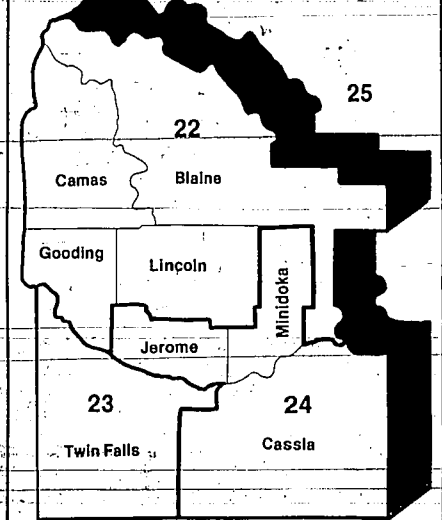 25
22
Camas
Blaine
Gooding
Lincoln
Minidoka
Jerome
23
24
Twin Falls
Cassia